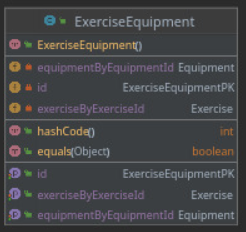 ExerciseEquipment
ExerciseEquipment()
equipmentByEquipmentId Equipment
id ExerciseEquipmentPK
exerciseByExerciseId Exercise
hashCode() int
equals(Object) boolean
id ExerciseEquipmentPK
exerciseByExerciseId Exercise
equipmentByEquipmentId Equipment